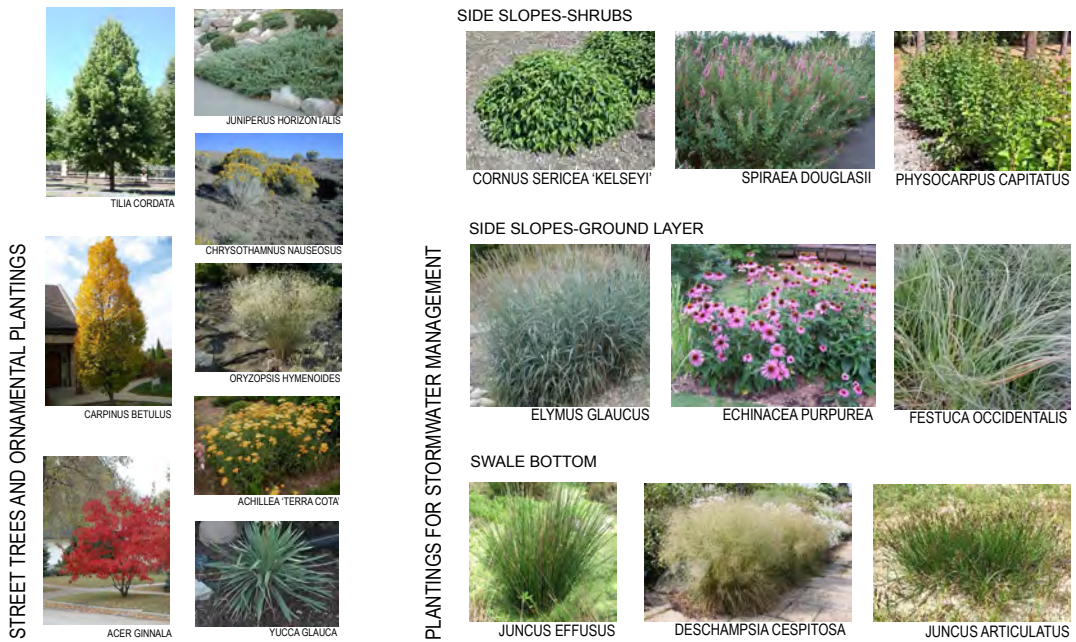 STREET TREES AND ORNAMENTAL PLANTINGS
TILIA CORDATA
CARPINUS BETULUS
ACER GINNALA
JUNIPERUS HORIZONTALIS
CHRYSOTHAMNUS NAUSEOSUS
ORYZOPSIS HYMENOIDES
ACHILLEA 'TERRA COTA'
YUCCA GLAUCA
PLANTINGS FOR STORMWATER MANAGEMENT
SIDE SLOPES-SHRUBS
CORNUS SERICEA 'KELSEYI'
SPIRAEA DOUGLASII
PHYSOCARPUS CAPITATUS
SIDE SLOPES-GROUND LAYER
ELYMUS GLAUCUS
ECHINACEA PURPUREA
FESTUCA OCCIDENTALIS
SWALE BOTTOM
JUNCUS EFFUSUS
DESCHAMPSIA CESPITOSA
JUNCUS ARTICULATUS